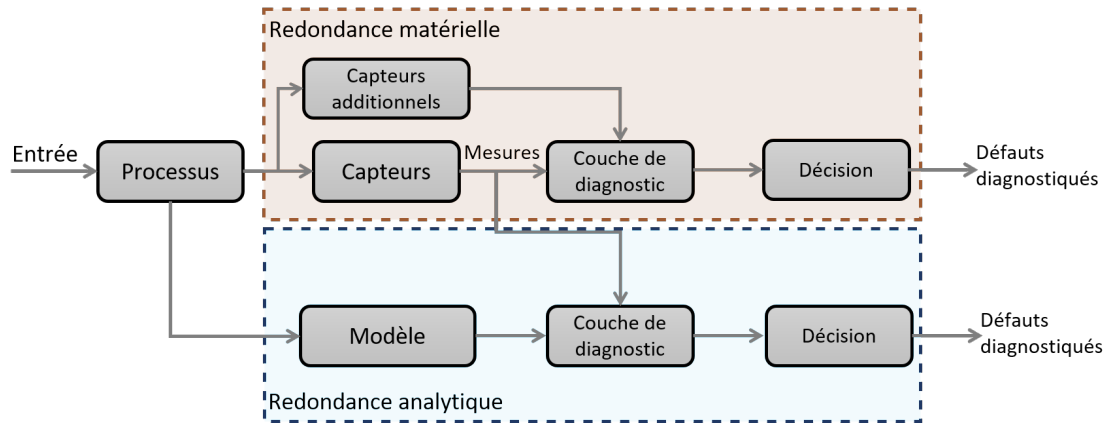 Redondance matérielle
Capteurs
additionnels
Entrée
Processus
Capteurs
Mesures
Couche de
diagnostic
Décision
Défauts
diagnostiqués
Modèle
Couche de
diagnostic
Décision
Défauts
diagnostiqués
Redondance analytique